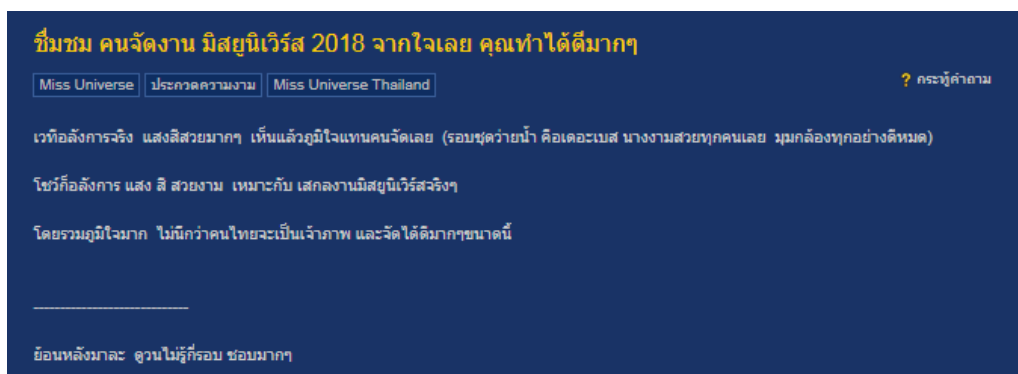 ชื่มชม คนจัดงาน มิสยูนิเวิร์ส 2018 จากใจเลย คุณทำได้ดีมากๆ
Miss Universe ประกวดความงาม Miss Universe Thailand
? กระทู้คำถาม
เวทีอลังการจริง แสงสีสวยมากๆ เห็นแล้วภูมิใจแทนคนจัดเลย (รอบชุดว่ายน้ำ คือเดอะเบส นางงามสวยทุกคนเลย มุมกล้องทุกอย่างดีหมด)
โชว์ก็อลังการ แสง สี สวยงาม เหมาะกับ เสกลงานมิสยูนิเวิร์สจริงๆ
โดยรวมภูมิใจมาก ไม่นึกว่าคนไทยจะเป็นเจ้าภาพ และจัดได้ดีมากๆขนาดนี้
----------------------------
ย้อนหลังมาละ ดูวนไม่รู้กี่รอบ ชอบมากๆ